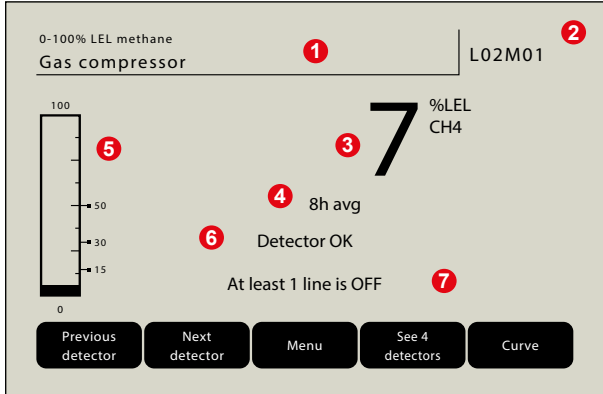 0-100% LEL methane
Gas compressor
1
L02M01
2
100
50
30
15
0
5
3
7
%LEL
CH4
4
8h avg
6
Detector OK
At least 1 line is OFF
7
Previous
detector
Next
detector
Menu
See 4
detectors
Curve